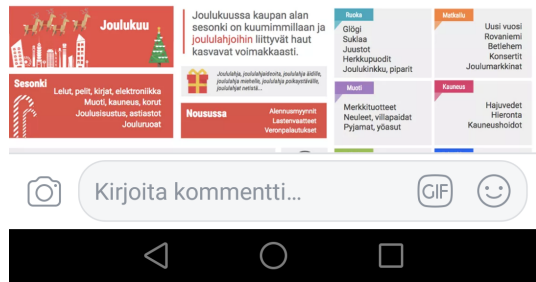 Joulukuu
Sesonki
Lelut, pelit, kirjat, elektroniikka
Muoti, kauneus, korut
Joulusisustus, astiastot
Jouluruoat
Joulukuussa kaupan alan
sesonki on kuumimmillaan ja
joululahjoihin liittyvät haut
kasvavat voimakkaasti.
Joululahja, joululahjaideoita, joululahja äidille,
joululahja miehelle, joululahja poikaystävälle,
joululahjat netistä...
Nousussa
Alennusmyynnit
Lastenvaatteet
Veronpalautukset
Ruoka
Glögi
Suklaa
Juustot
Herkkupuodit
Joulukinkku, piparit
Matkailu
Uusi vuosi
Rovaniemi
Betlehem
Konsertit
Joulumarkkinat
Muoti
Merkkituotteet
Neuleet, villapaidat
Pyjamat, yöasut
Kauneus
Hajuvedet
Hieronta
Kauneushoidot
Kirjoita kommentti...
GIF